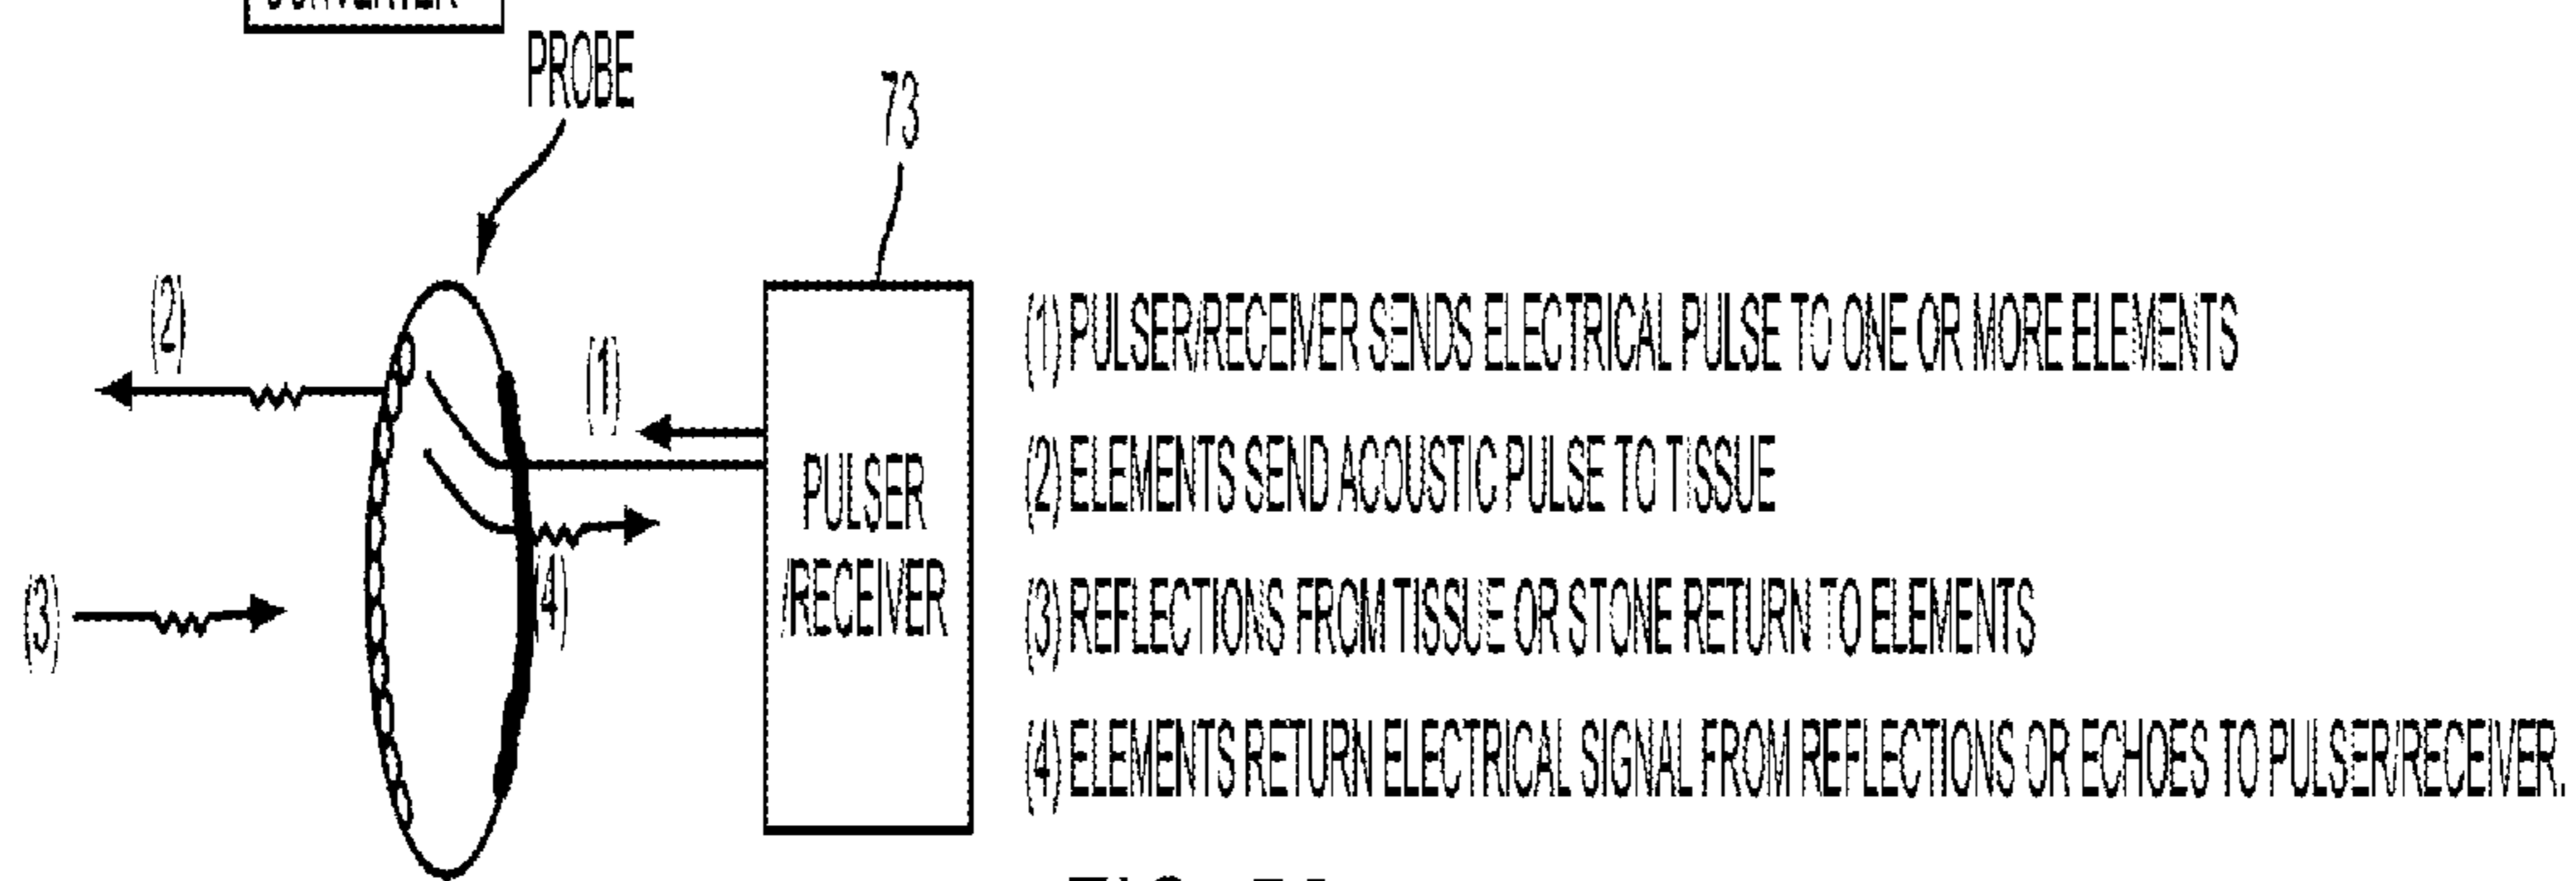 PROBE
73
(2)
(1)
(3)
(4)
PULSER
/RECEIVER
(1) PULSER/RECEIVER SENDS ELECTRICAL PULSE TO ONE OR MORE ELEMENTS
(2) ELEMENTS SEND ACOUSTIC PULSE TO TISSUE
(3) REFLECTIONS FROM TISSUE OR STONE RETURN TO ELEMENTS
(4) ELEMENTS RETURN ELECTRICAL SIGNAL FROM REFLECTIONS OR ECHOES TO PULSER/RECEIVER.